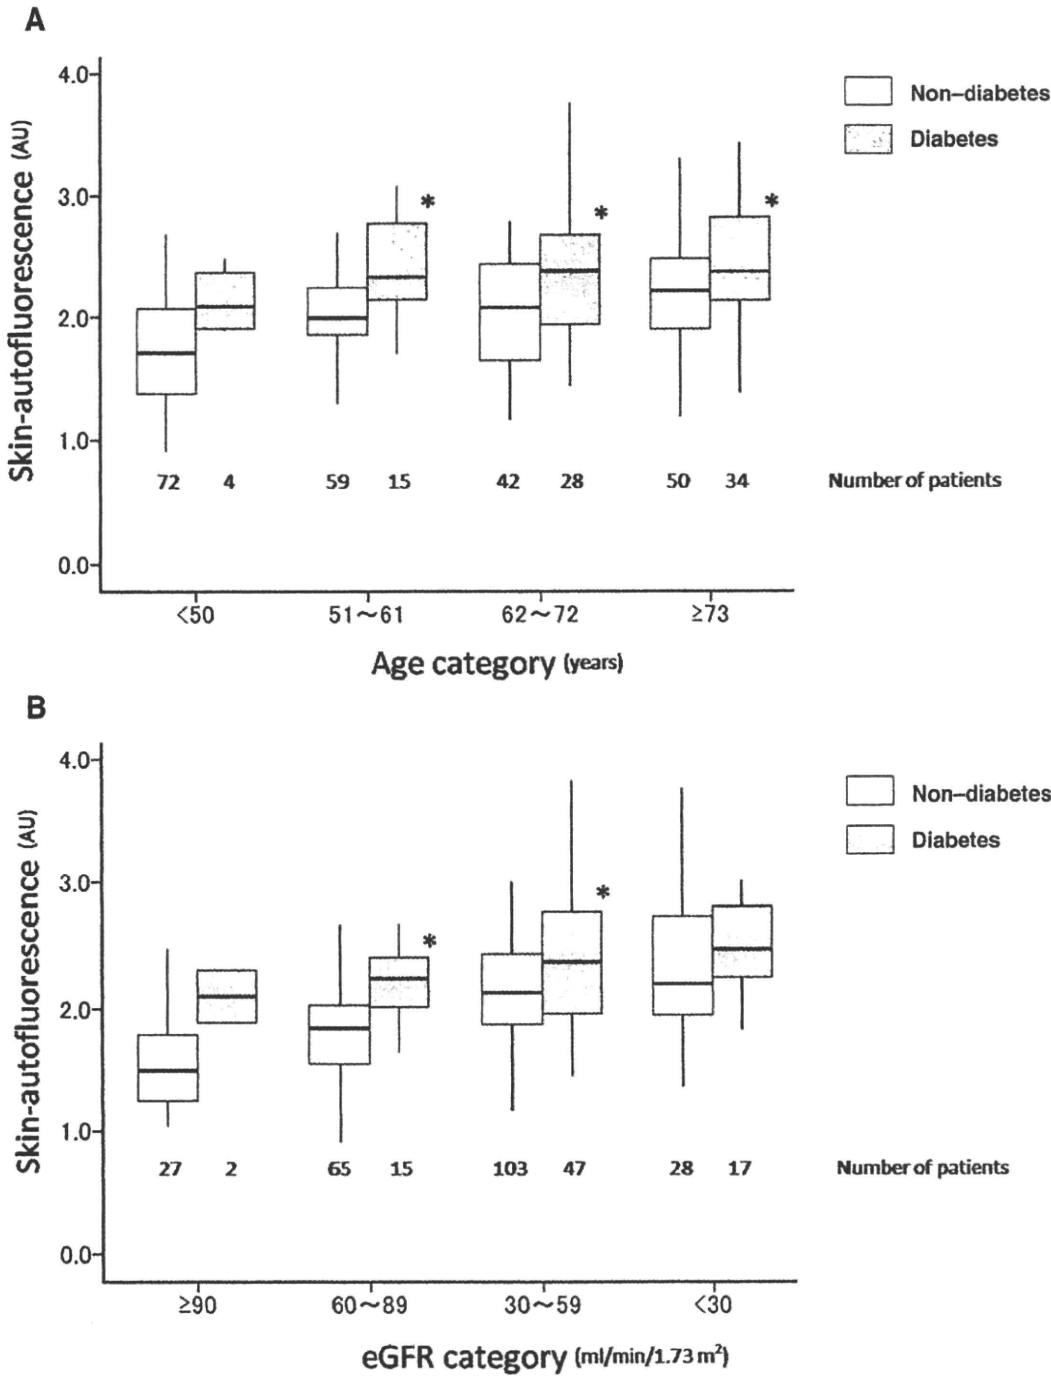 A
4.0
Non–diabetes
Diabetes
3.0
2.0
1.0
0.0
Skin-autofluorescence (AU)
*
*
*
72 4 59 15 42 28 50 34 Number of patients
<50 51~61 62~72 ≥73
Age category (years)
B
4.0
Non–diabetes
Diabetes
3.0
2.0
1.0
0.0
Skin-autofluorescence (AU)
*
*
27 2 65 15 103 47 28 17 Number of patients
≥90 60~89 30~59 <30
eGFR category (ml/min/1.73 m²)